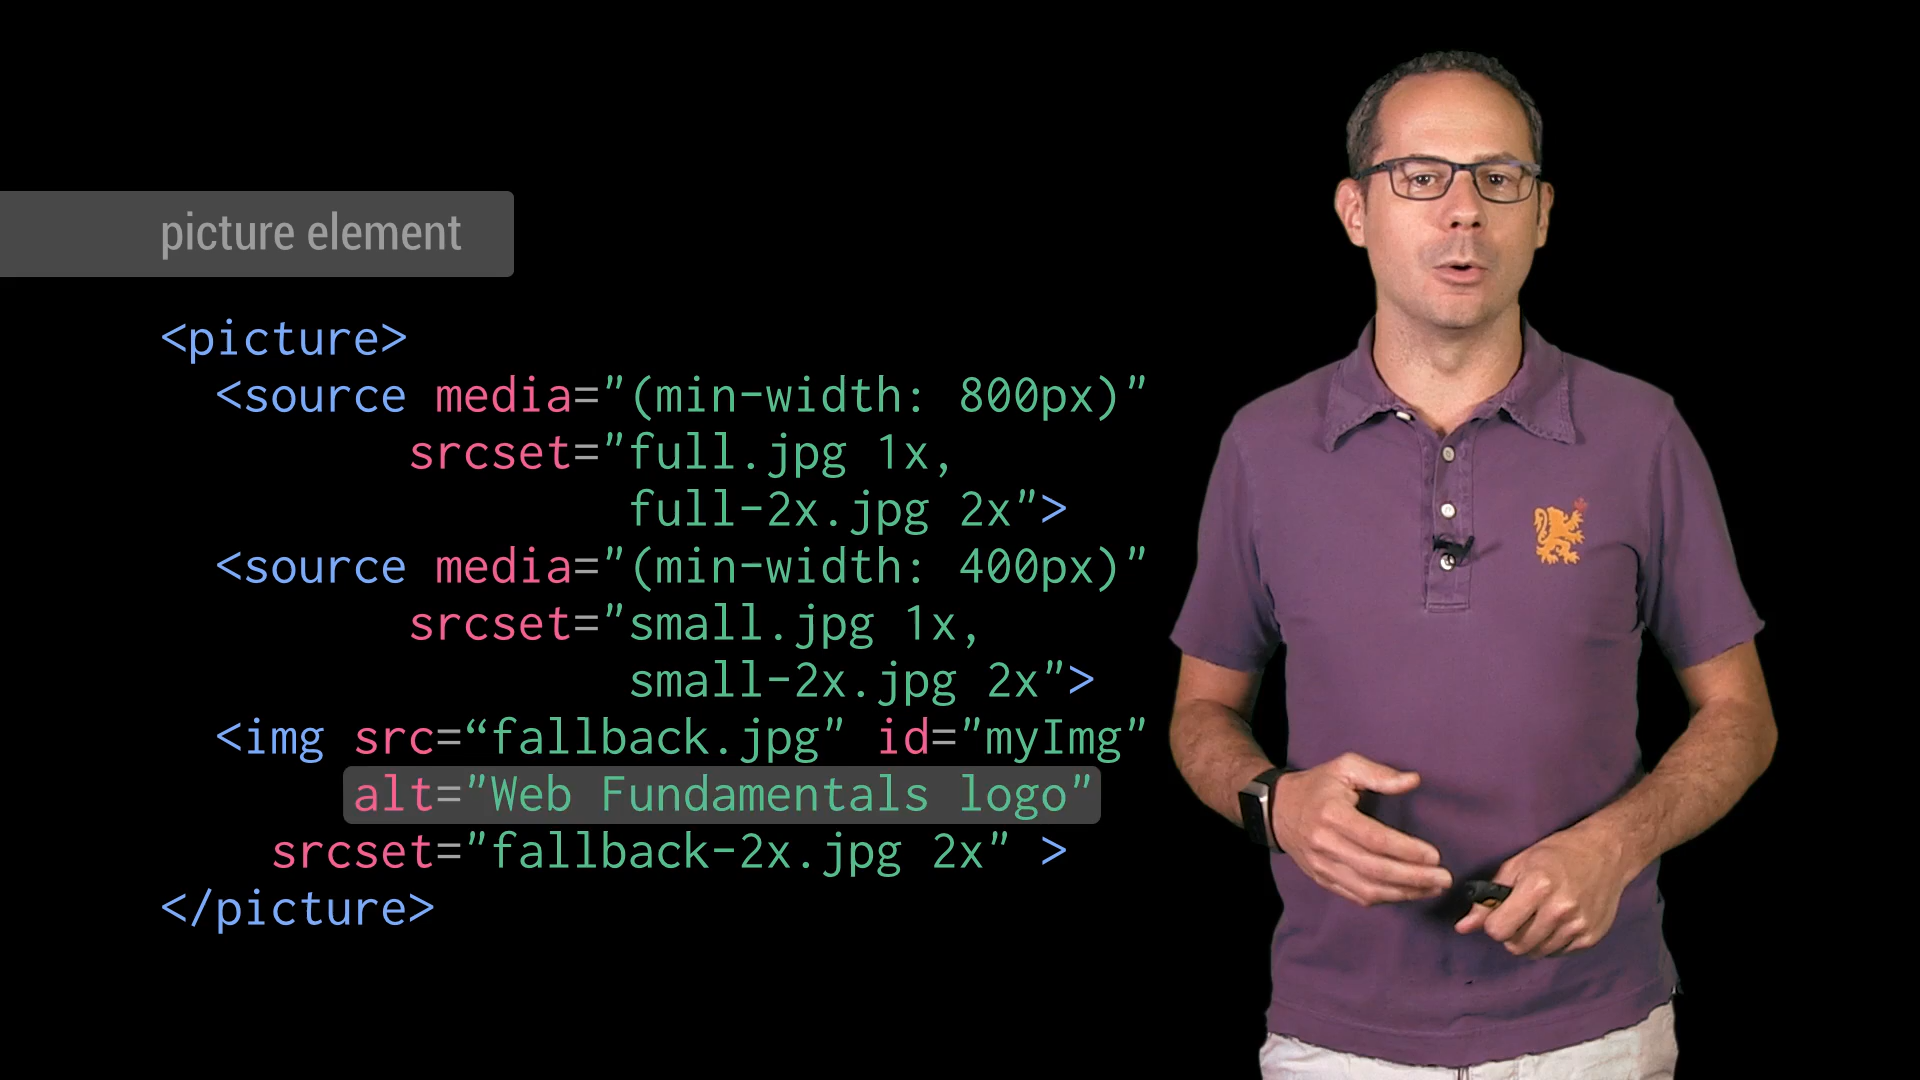 picture element
<picture>
<source media="(min-width: 800px)"
srcset="full.jpg 1x,
full-2x.jpg 2x">
<source media="(min-width: 400px)"
srcset="small.jpg 1x,
small-2x.jpg 2x">
<img src=“fallback.jpg" id="myImg"
alt="Web Fundamentals logo"
srcset="fallback-2x.jpg 2x" >
</picture>